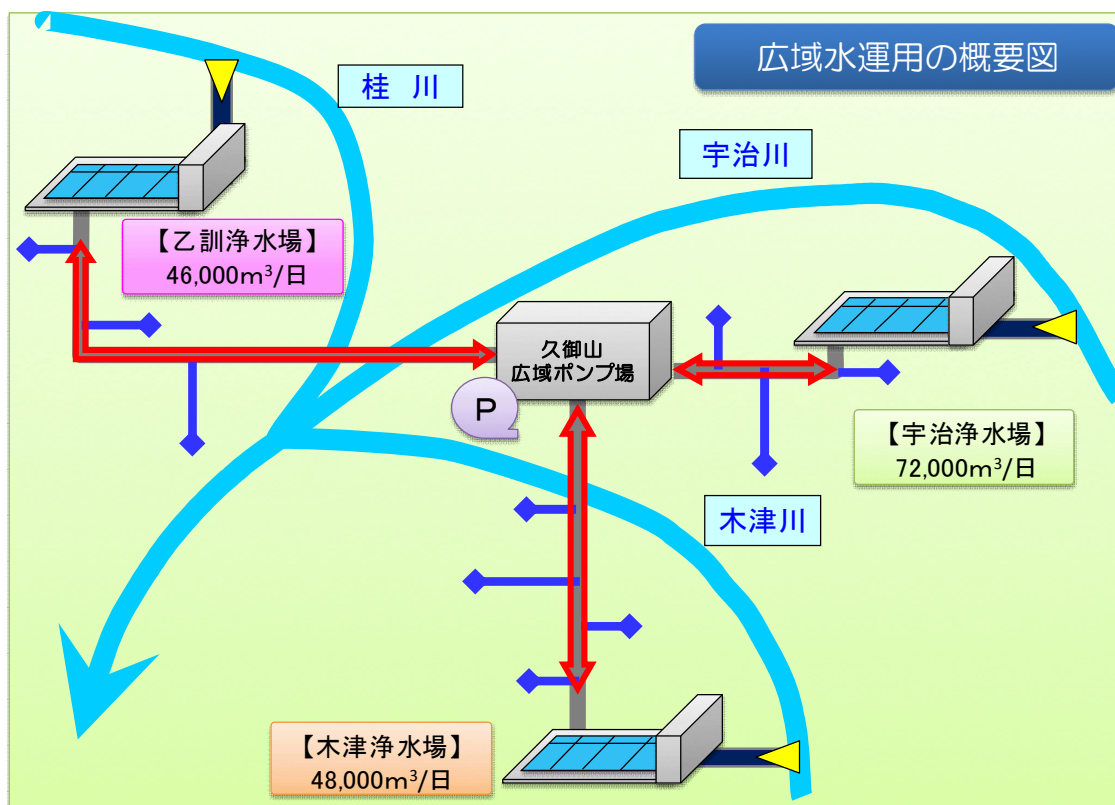 広域水運用の概要図
桂 川
宇治川
【乙訓浄水場】
46,000m³/日
久御山
広域ポンプ場
P
【宇治浄水場】
72,000m³/日
木津川
【木津浄水場】
48,000m³/日